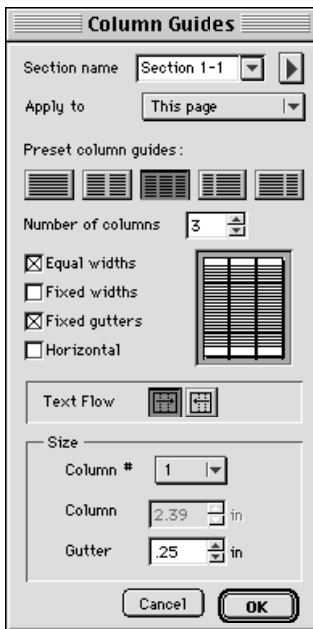 Column Guides
Section name Section 1-1
Apply to This page
Preset column guides:
Number of columns 3
Equal widths
Fixed widths
Fixed gutters
Horizontal
Text Flow
Size
Column # 1
Column 2.39 in
Gutter .25 in
Cancel OK